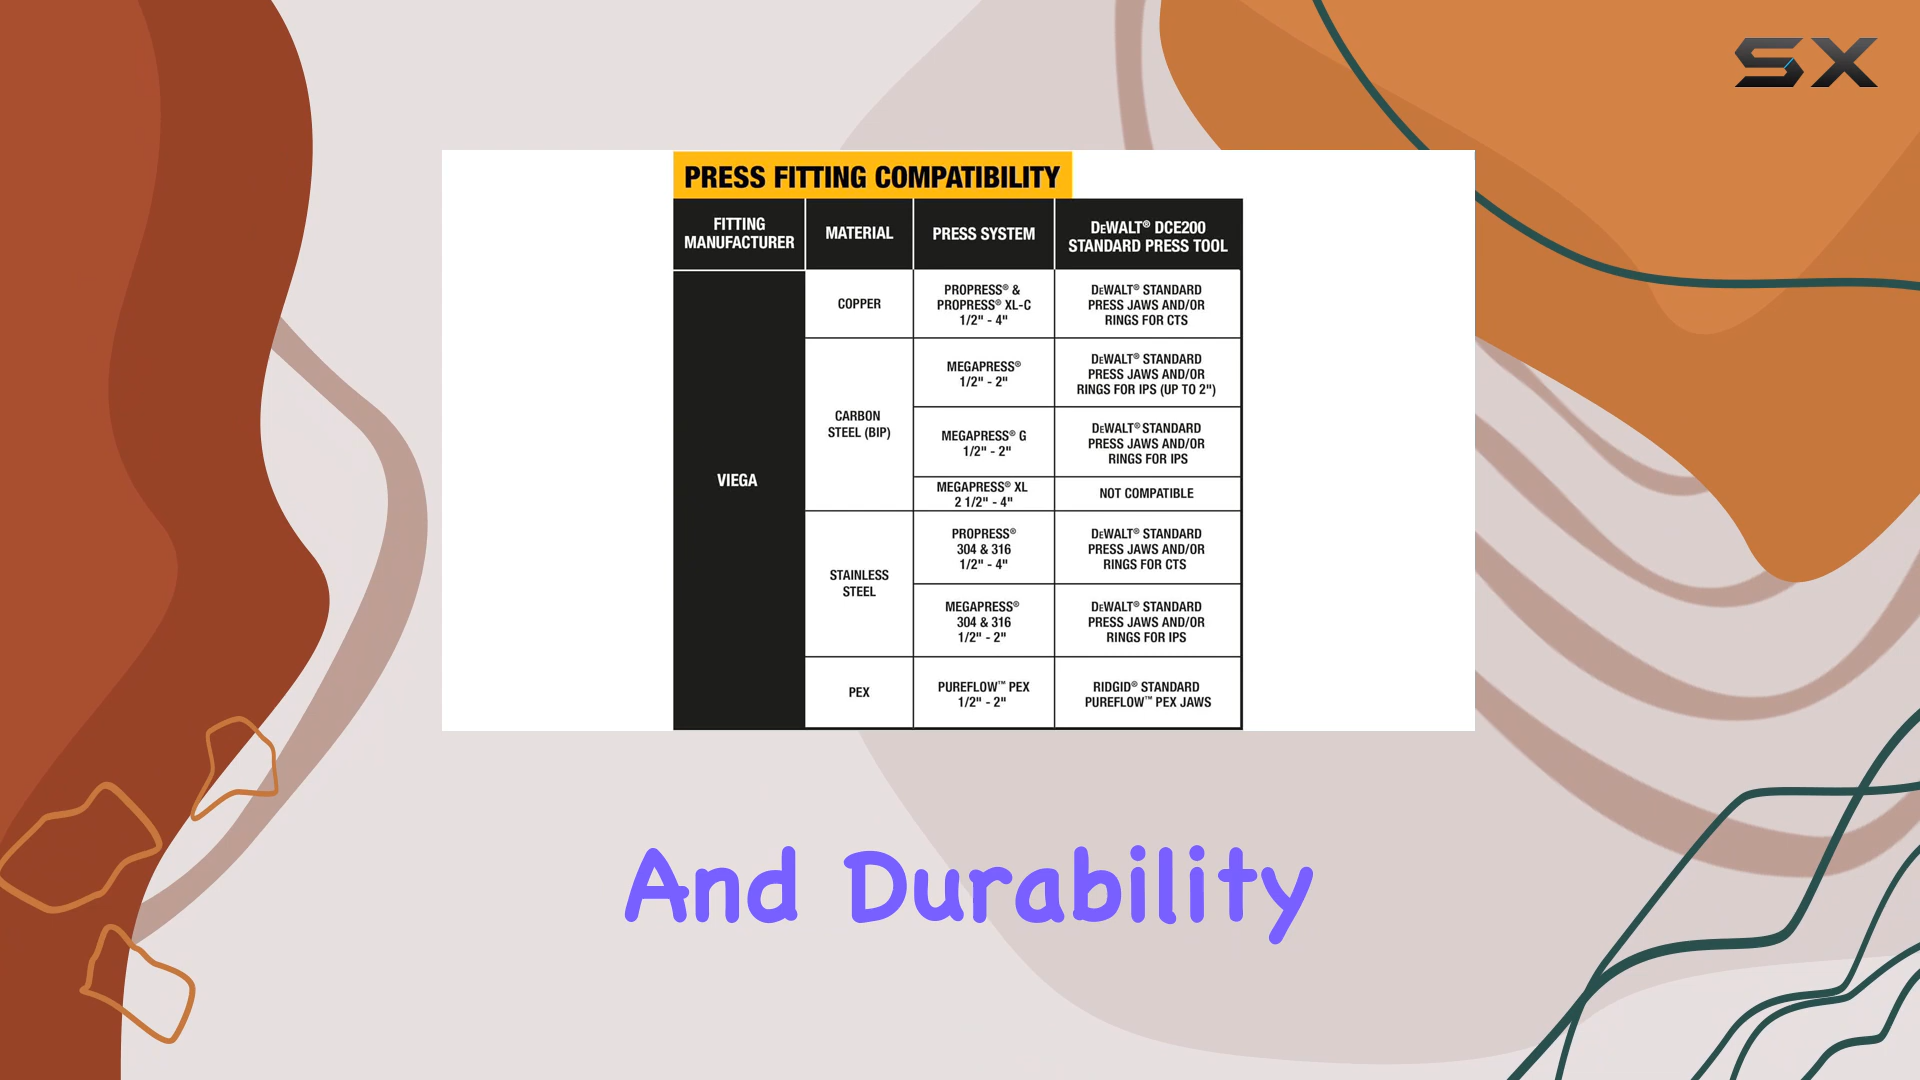 SX
PRESS FITTING COMPATIBILITY
FITTING
MANUFACTURER
MATERIAL
PRESS SYSTEM
DEWALT® DCE200
STANDARD PRESS TOOL
VIEGA
COPPER
PROPRESS® &
PROPRESS® XL-C
1/2" - 4"
DEWALT® STANDARD
PRESS JAWS AND/OR
RINGS FOR CTS
CARBON
STEEL (BIP)
MEGAPRESS®
1/2" - 2"
DEWALT® STANDARD
PRESS JAWS AND/OR
RINGS FOR IPS (UP TO 2")
MEGAPRESS® G
1/2" - 2"
DEWALT® STANDARD
PRESS JAWS AND/OR
RINGS FOR IPS
MEGAPRESS® XL
2 1/2" - 4"
NOT COMPATIBLE
STAINLESS
STEEL
PROPRESS®
304 & 316
1/2" - 4"
DEWALT® STANDARD
PRESS JAWS AND/OR
RINGS FOR CTS
MEGAPRESS®
304 & 316
1/2" - 2"
DEWALT® STANDARD
PRESS JAWS AND/OR
RINGS FOR IPS
PEX
PUREFLOW™ PEX
1/2" - 2"
RIDGID® STANDARD
PUREFLOW™ PEX JAWS
And Durability